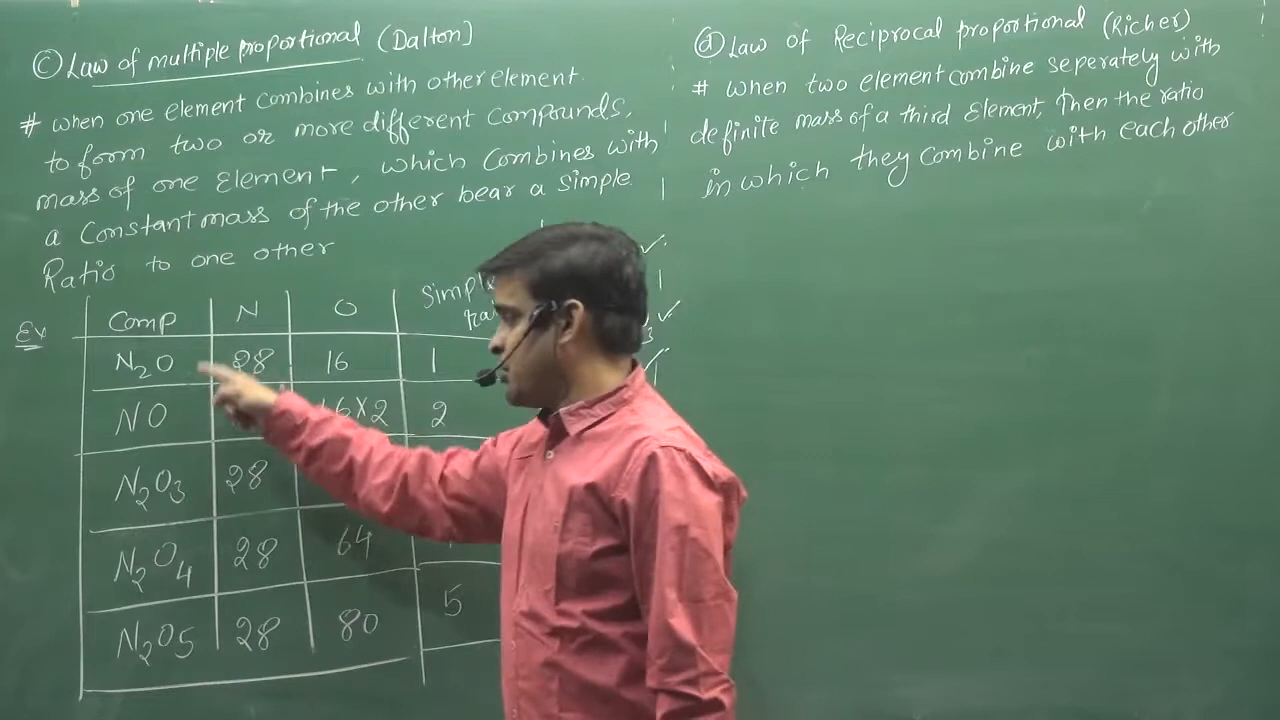 ⓒ Law of multiple proportional (Dalton]
# when one element combines with other element.
to form two or more different compounds,
mass of one Element, which combines with
a constant mass of the other bear a simple
Ratio to one other
Ex
Comp N O Simple
N2O 28 16 1
NO 16×2 2
N2O3 28
N2O4 28 64
N2O5 28 80 5
ⓓ Law of Reciprocal proportional (Richer)
# when two element combine seperately with
definite mass of a third Element, Then the ratio
in which they combine with each other